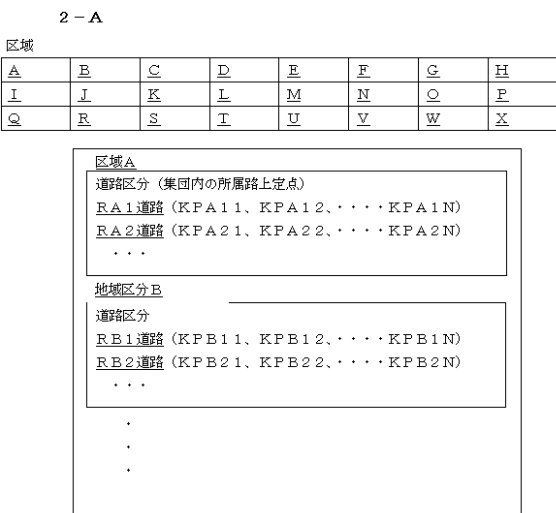 ２－Ａ
区域
A B C D E F G H
I J K L M N O P
Q R S T U V W X
区域A
道路区分（集団内の所属路上定点）
ＲＡ１道路（ＫＰＡ１１、ＫＰＡ１２、・・・・ＫＰＡ１Ｎ）
ＲＡ２道路（ＫＰＡ２１、ＫＰＡ２２、・・・・ＫＰＡ２Ｎ）
・・・
地域区分Ｂ
道路区分
ＲＢ１道路（ＫＰＢ１１、ＫＰＢ１２、・・・・ＫＰＢ１Ｎ）
ＲＢ２道路（ＫＰＢ２１、ＫＰＢ２２、・・・・ＫＰＢ２Ｎ）
・・・
・
・
・